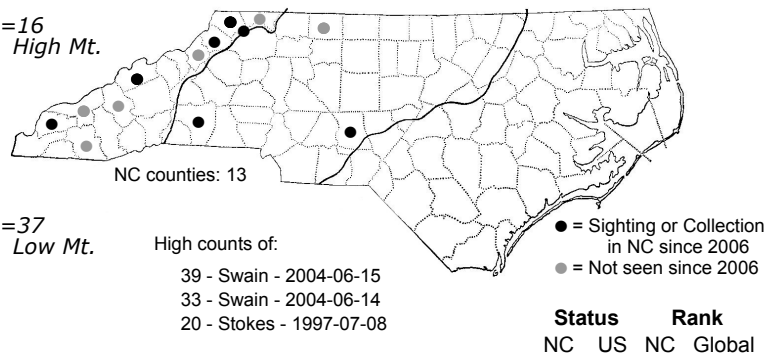 =16
High Mt.
NC counties: 13
=37
Low Mt.
High counts of:
39 - Swain - 2004-06-15
33 - Swain - 2004-06-14
20 - Stokes - 1997-07-08
= Sighting or Collection
in NC since 2006
= Not seen since 2006
Status Rank
NC US NC Global